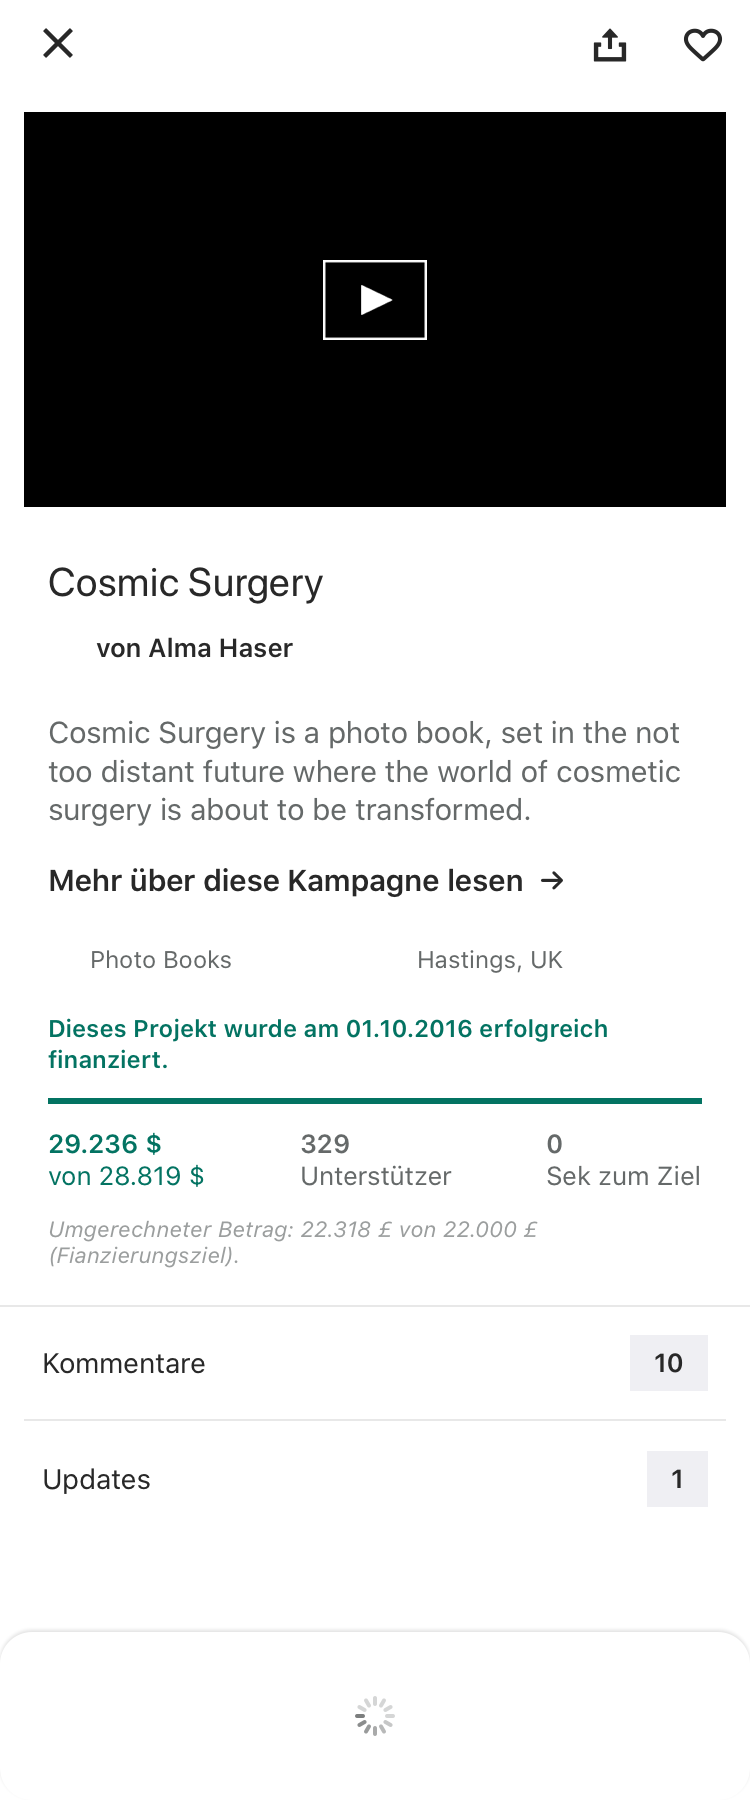 Cosmic Surgery
von Alma Haser
Cosmic Surgery is a photo book, set in the not
too distant future where the world of cosmetic
surgery is about to be transformed.
Mehr über diese Kampagne lesen →
Photo Books
Hastings, UK
Dieses Projekt wurde am 01.10.2016 erfolgreich
finanziert.
29.236 $
von 28.819 $
329
Unterstützer
0
Sek zum Ziel
Umgerechneter Betrag: 22.318 £ von 22.000 £
(Fianzierungsziel).
Kommentare
10
Updates
1